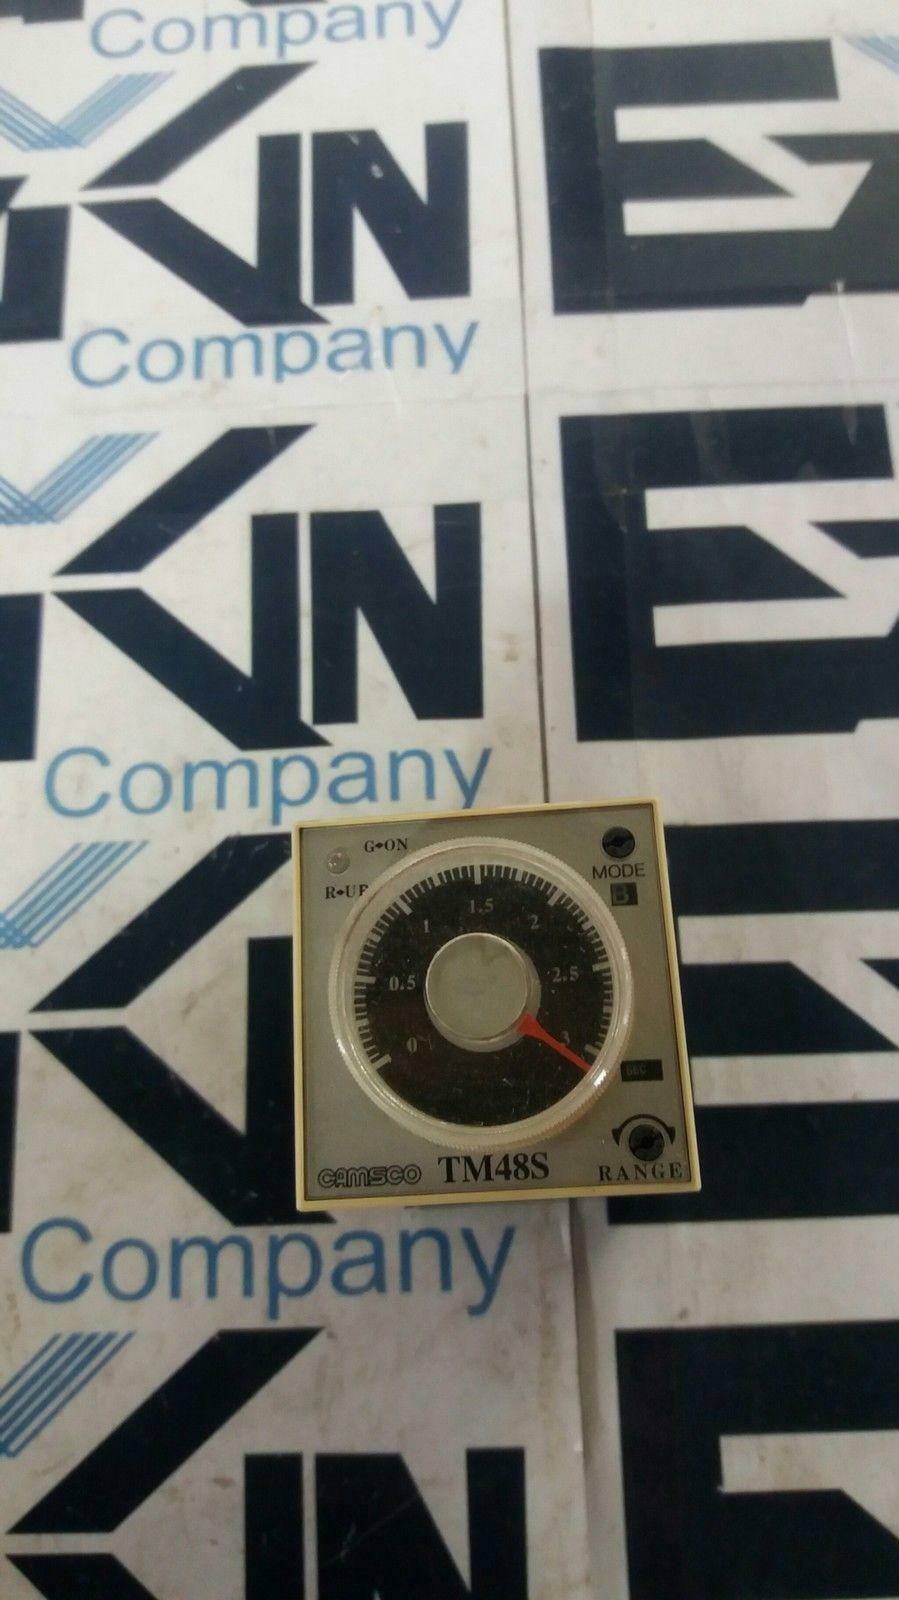 Company
Company
Company
G◆ON
R◆UP
MODE
B
0
0.5
1
1.5
2
2.5
3
SEC
CAMSCO TM48S
RANGE
Company